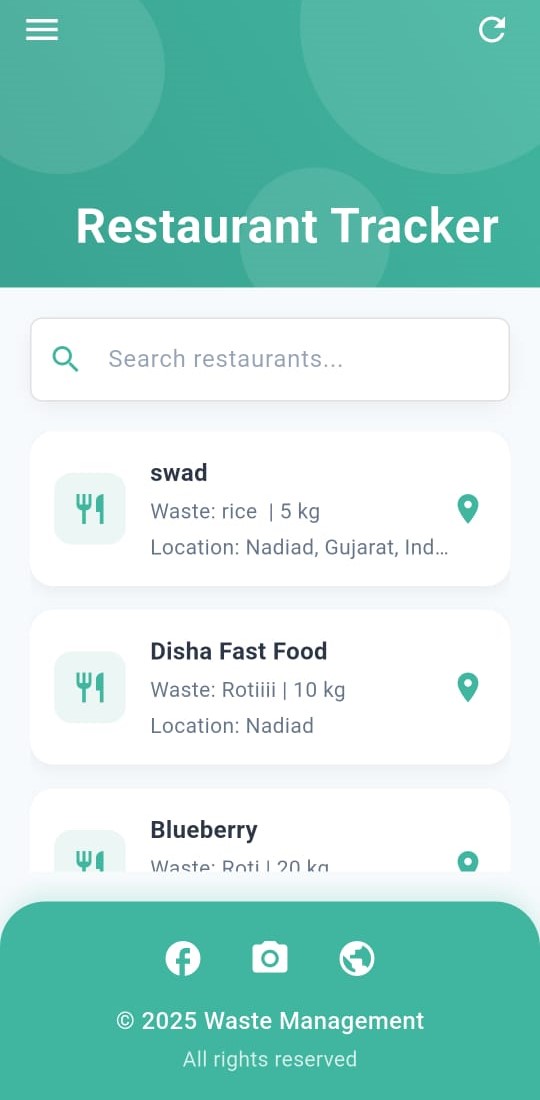 Restaurant Tracker
Search restaurants...
swad
Waste: rice  | 5 kg
Location: Nadiad, Gujarat, Ind…
Disha Fast Food
Waste: Rotiiii | 10 kg
Location: Nadiad
Blueberry
Waste: Roti | 20 kg
© 2025 Waste Management
All rights reserved